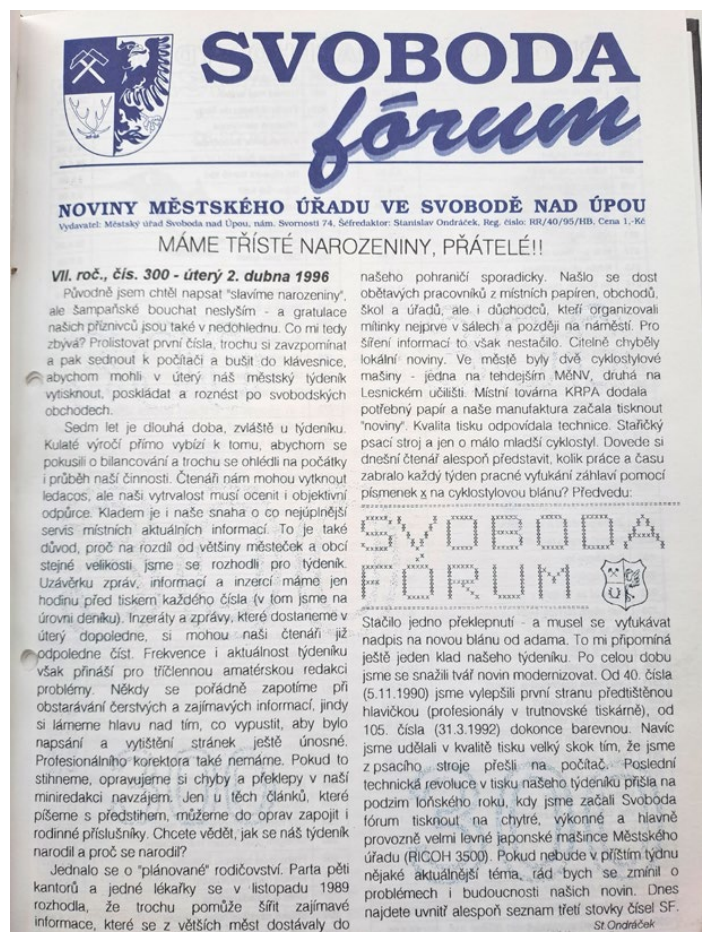 SVOBODA
fórum
NOVINY MĚSTSKÉHO ÚŘADU VE SVOBODĚ NAD ÚPOU
Vydavatel: Městský úřad Svoboda nad Úpou, nám. Svornosti 74, Šéfredaktor: Stanislav Ondráček, Reg. číslo: RR/40/95/HB. Cena 1,-Kč
MÁME TŘÍSTÉ NAROZENINY, PŘÁTELÉ!!
VII. roč., čís. 300 - úterý 2. dubna 1996
Původně jsem chtěl napsat "slavíme narozeniny",
ale šampaňské bouchat neslyším - a gratulace
našich příznivců jsou také v nedohlednu. Co mi tedy
zbývá? Prolistovat první čísla, trochu si zavzpomínat
a pak sednout k počítači a bušit do klávesnice,
abychom mohli v úterý náš městský týdeník
vytisknout, poskládat a roznést po svobodských
obchodech.
Sedm let je dlouhá doba, zvláště u týdeníku.
Kulaté výročí přímo vybízí k tomu, abychom se
pokusili o bilancování a trochu se ohlédli na počátky
i průběh naší činnosti. Čtenáři nám mohou vytknout
ledacos, ale naši vytrvalost musí ocenit i objektivní
odpůrce. Kladem je i naše snaha o co nejúplnější
servis místních aktuálních informací. To je také
důvod, proč na rozdíl od většiny městeček a obcí
stejné velikosti jsme se rozhodli pro týdeník.
Uzávěrku zpráv, informací a inzercí máme jen
hodinu před tiskem každého čísla (v tom jsme na
úrovni deníku). Inzeráty a zprávy, které dostaneme v
úterý dopoledne, si mohou naši čtenáři již
odpoledne číst. Frekvence i aktuálnost týdeníku
však přináší pro tříčlennou amatérskou redakci
problémy. Někdy se pořádně zapotíme při
obstarávání čerstvých a zajímavých informací, jindy
si lámeme hlavu nad tím, co vypustit, aby bylo
napsání a vytištění stránek ještě únosné.
Profesionálního korektora také nemáme. Pokud to
stihneme, opravujeme si chyby a překlepy v naší
miniredakci navzájem. Jen u těch článků, které
píšeme s předstihem, můžeme do oprav zapojit i
rodinné příslušníky. Chcete vědět, jak se náš týdeník
narodil a proč se narodil?
Jednalo se o "plánované" rodičovství. Parta pěti
kantorů a jedné lékařky se v listopadu 1989
rozhodla, že trochu pomůže šířit zajímavé
informace, které se z větších měst dostávaly do
našeho pohraničí sporadicky. Našlo se dost
obětavých pracovníků z místních papíren, obchodů,
škol a úřadů, ale i důchodců, kteří organizovali
mítinky nejprve v sálech a později na náměstí. Pro
šíření informací to však nestačilo. Citelně chyběly
lokální noviny. Ve městě byly dvě cyklostylové
mašiny - jedna na tehdejším MěNV, druhá na
Lesnickém učilišti. Místní továrna KRPA dodala
potřebný papír a naše manufaktura začala tisknout
"noviny". Kvalita tisku odpovídala technice. Staříčký
psací stroj a jen o málo mladší cyklostyl. Dovede si
dnešní čtenář alespoň představit, kolik práce a času
zabralo každý týden pracné vyťukání záhlaví pomocí
písmenek x na cyklostylovou blánu? Předvedu:
SVOBODA
FÓRUM
Stačilo jedno překlepnutí - a musel se vyťukávat
nadpis na novou blánu od adama. To mi připomíná
ještě jeden klad našeho týdeníku. Po celou dobu
jsme se snažili tvář novin modernizovat. Od 40. čísla
(5.11.1990) jsme vylepšili první stranu předtištěnou
hlavičkou (profesionály v trutnovské tiskárně), od
105. čísla (31.3.1992) dokonce barevnou. Navíc
jsme udělali v kvalitě tisku velký skok tím, že jsme
z psacího stroje přešli na počítač. Poslední
technická revoluce v tisku našeho týdeníku přišla na
podzim loňského roku, kdy jsme začali Svoboda
fórum tisknout na chytré, výkonné a hlavně
provozně velmi levné japonské mašince Městského
úřadu (RICOH 3500). Pokud nebude v příštím týdnu
nějaké aktuálnější téma, rád bych se zmínil o
problémech i budoucnosti našich novin. Dnes
najdete uvnitř alespoň seznam třetí stovky čísel SF.
St.Ondráček
300
300